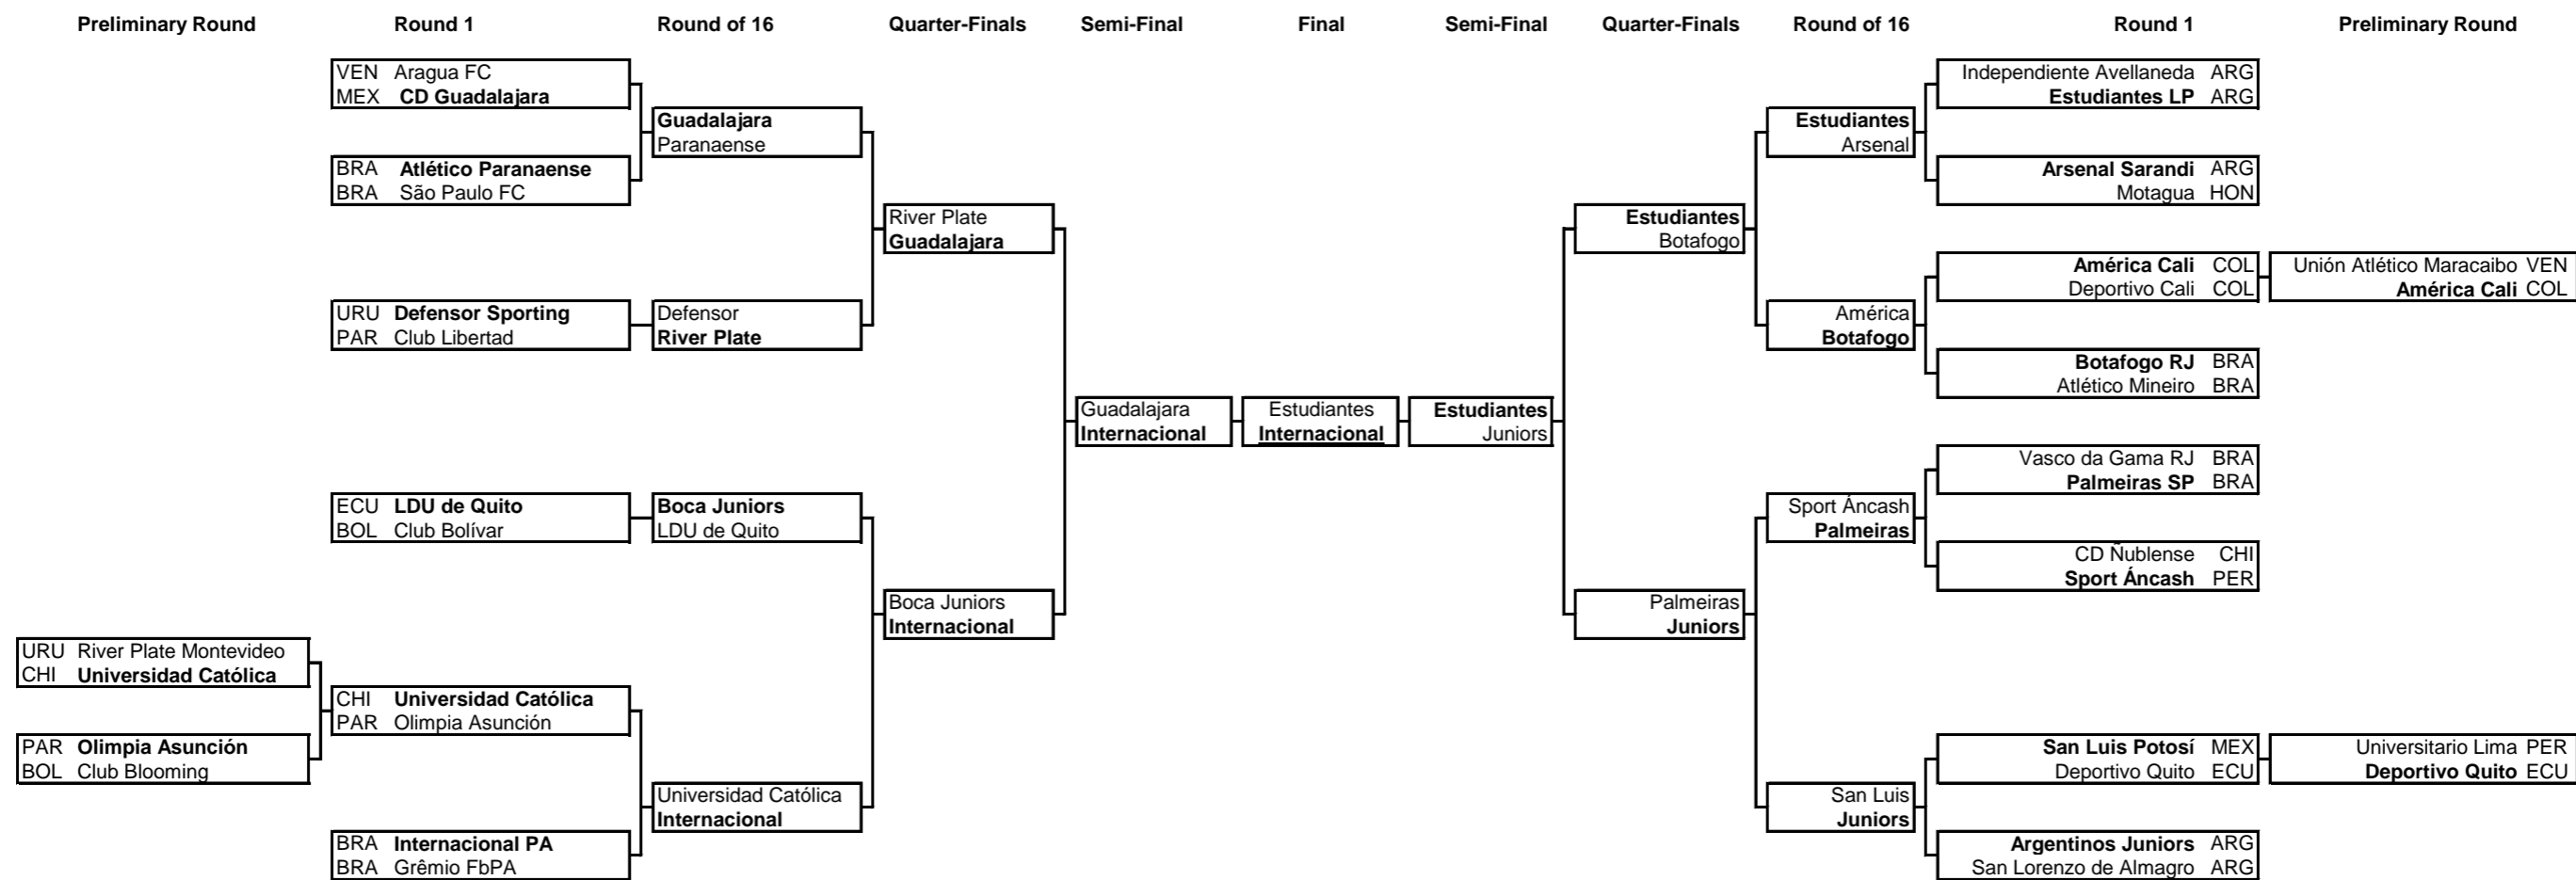 Preliminary Round
Round 1
Round of 16
Quarter-Finals
Semi-Final
Final
Semi-Final
Quarter-Finals
Round of 16
Round 1
Preliminary Round
URU River Plate Montevideo
CHI Universidad Católica
PAR Olimpia Asunción
BOL Club Blooming
VEN Aragua FC
MEX CD Guadalajara
BRA Atlético Paranaense
BRA São Paulo FC
URU Defensor Sporting
PAR Club Libertad
ECU LDU de Quito
BOL Club Bolívar
CHI Universidad Católica
PAR Olimpia Asunción
BRA Internacional PA
BRA Grêmio FbPA
Guadalajara
Paranaense
Defensor
River Plate
Boca Juniors
LDU de Quito
Universidad Católica
Internacional
River Plate
Guadalajara
Boca Juniors
Internacional
Guadalajara
Internacional
Estudiantes
Internacional
Estudiantes
Juniors
Estudiantes
Botafogo
Palmeiras
Juniors
Estudiantes
Arsenal
América
Botafogo
Sport Áncash
Palmeiras
San Luis
Juniors
Independiente Avellaneda ARG
Estudiantes LP ARG
Arsenal Sarandi ARG
Motagua HON
América Cali COL
Deportivo Cali COL
Botafogo RJ BRA
Atlético Mineiro BRA
Vasco da Gama RJ BRA
Palmeiras SP BRA
CD Ñublense CHI
Sport Áncash PER
San Luis Potosí MEX
Deportivo Quito ECU
Argentinos Juniors ARG
San Lorenzo de Almagro ARG
Unión Atlético Maracaibo VEN
América Cali COL
Universitario Lima PER
Deportivo Quito ECU